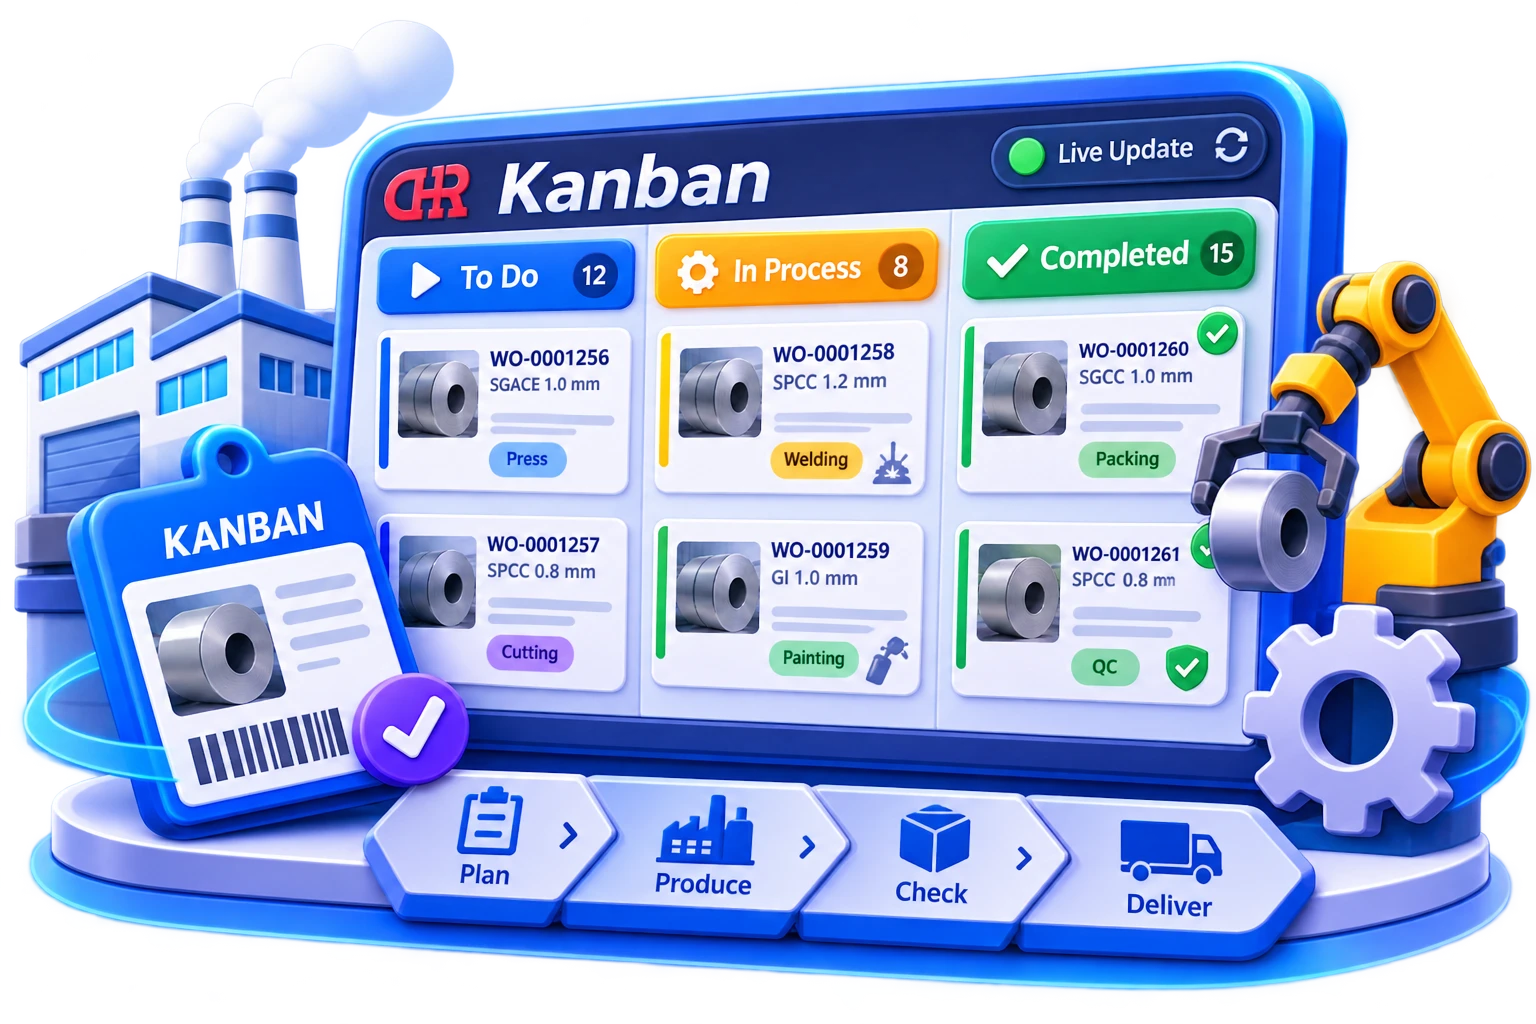 CHR Kanban
Live Update
To Do 12
In Process 8
Completed 15
WO-0001256
SGACE 1.0 mm
Press
WO-0001258
SPCC 1.2 mm
Welding
WO-0001260
SGCC 1.0 mm
Packing
WO-0001257
SPCC 0.8 mm
Cutting
WO-0001259
GI 1.0 mm
Painting
WO-0001261
SPCC 0.8 mm
QC
KANBAN
Plan
Produce
Check
Deliver